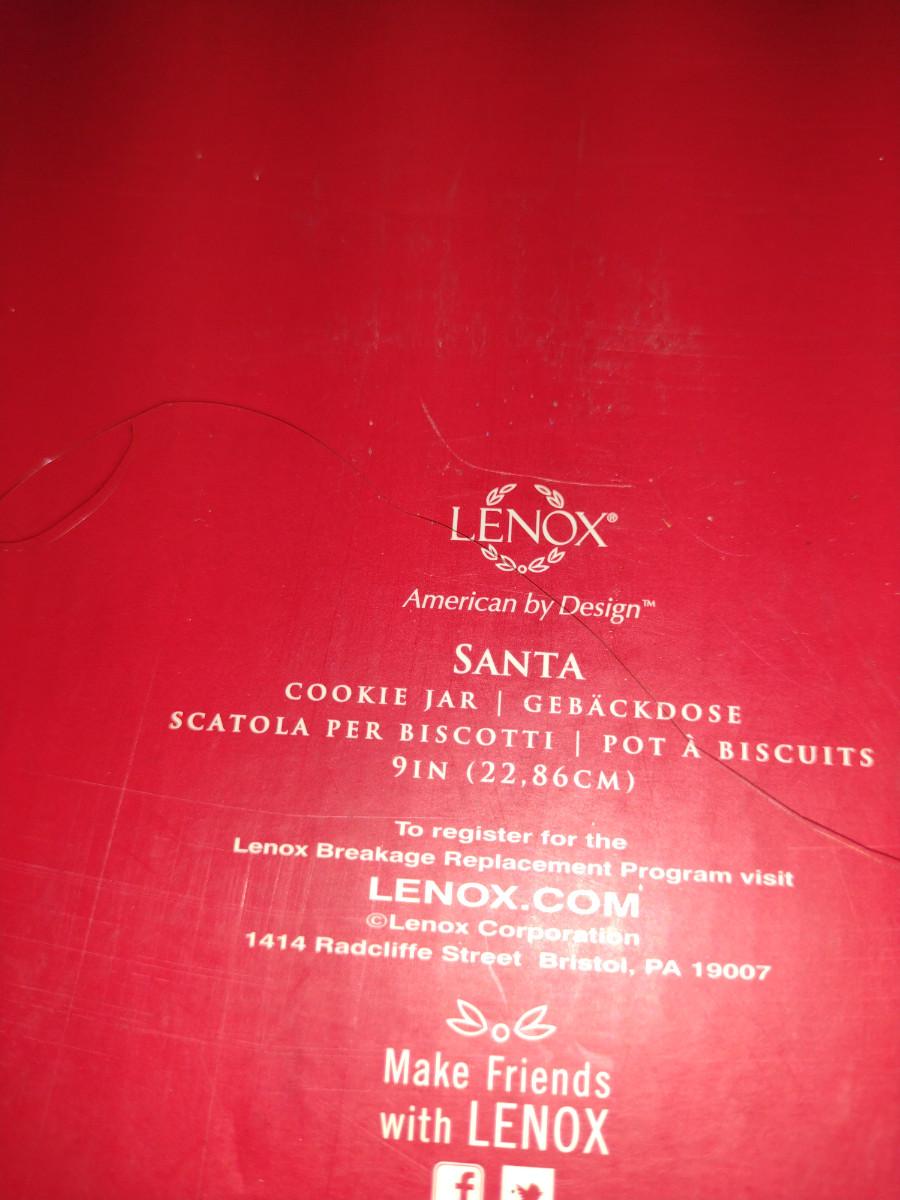 LENOX®
American by Design™
SANTA
COOKIE JAR | GEBÄCKDOSE
SCATOLA PER BISCOTTI | POT À BISCUITS
9IN (22,86CM)
To register for the
Lenox Breakage Replacement Program visit
LENOX.COM
©Lenox Corporation
1414 Radcliffe Street Bristol, PA 19007
Make Friends
with LENOX
f